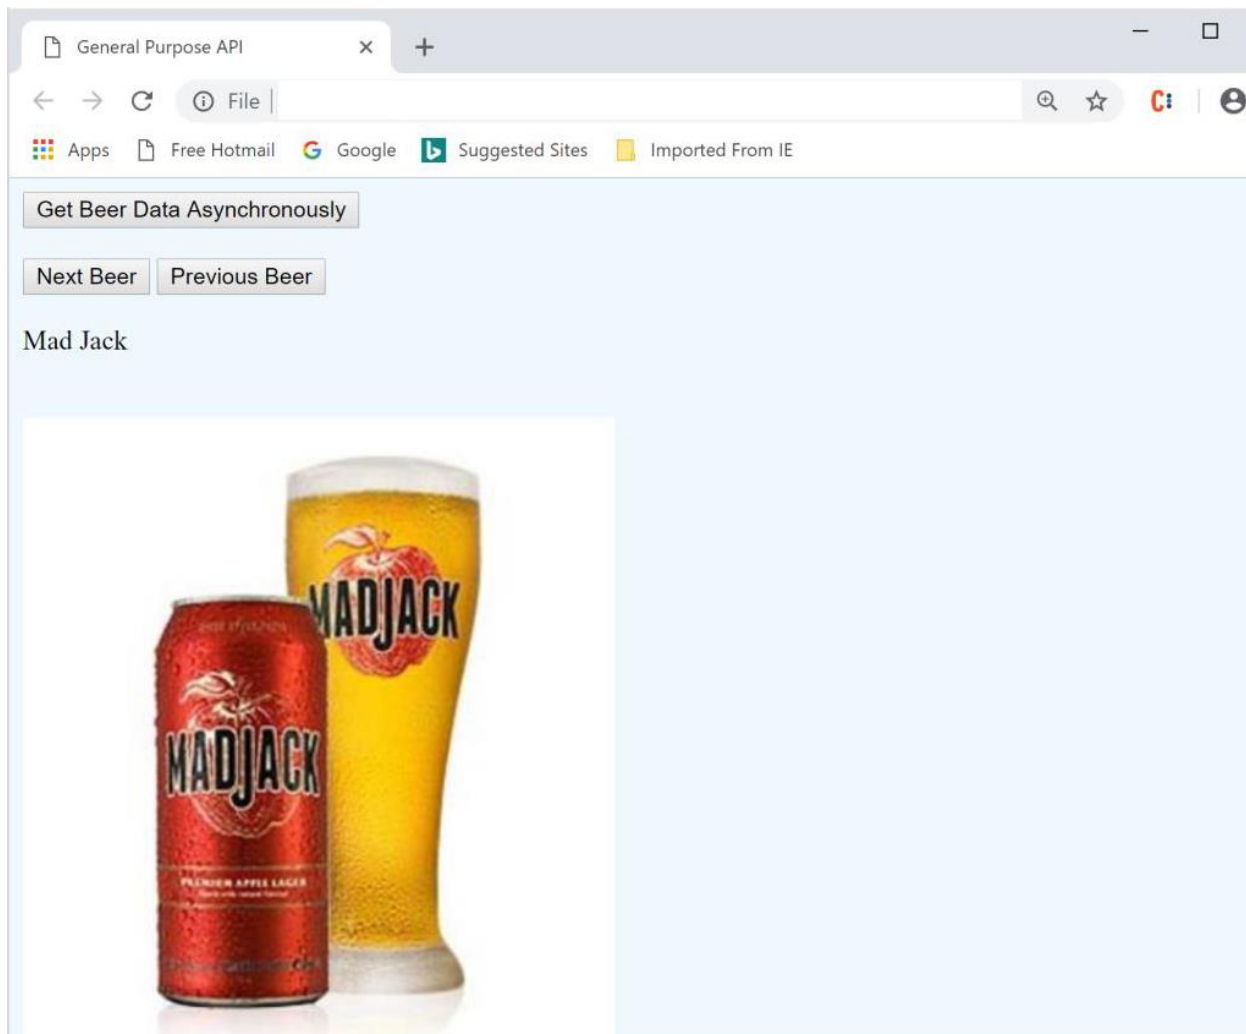 General Purpose API
File
Apps Free Hotmail Google Suggested Sites Imported From IE
Get Beer Data Asynchronously
Next Beer Previous Beer
Mad Jack
MADJACK
MADJACK
PREMIUM APPLE LAGER